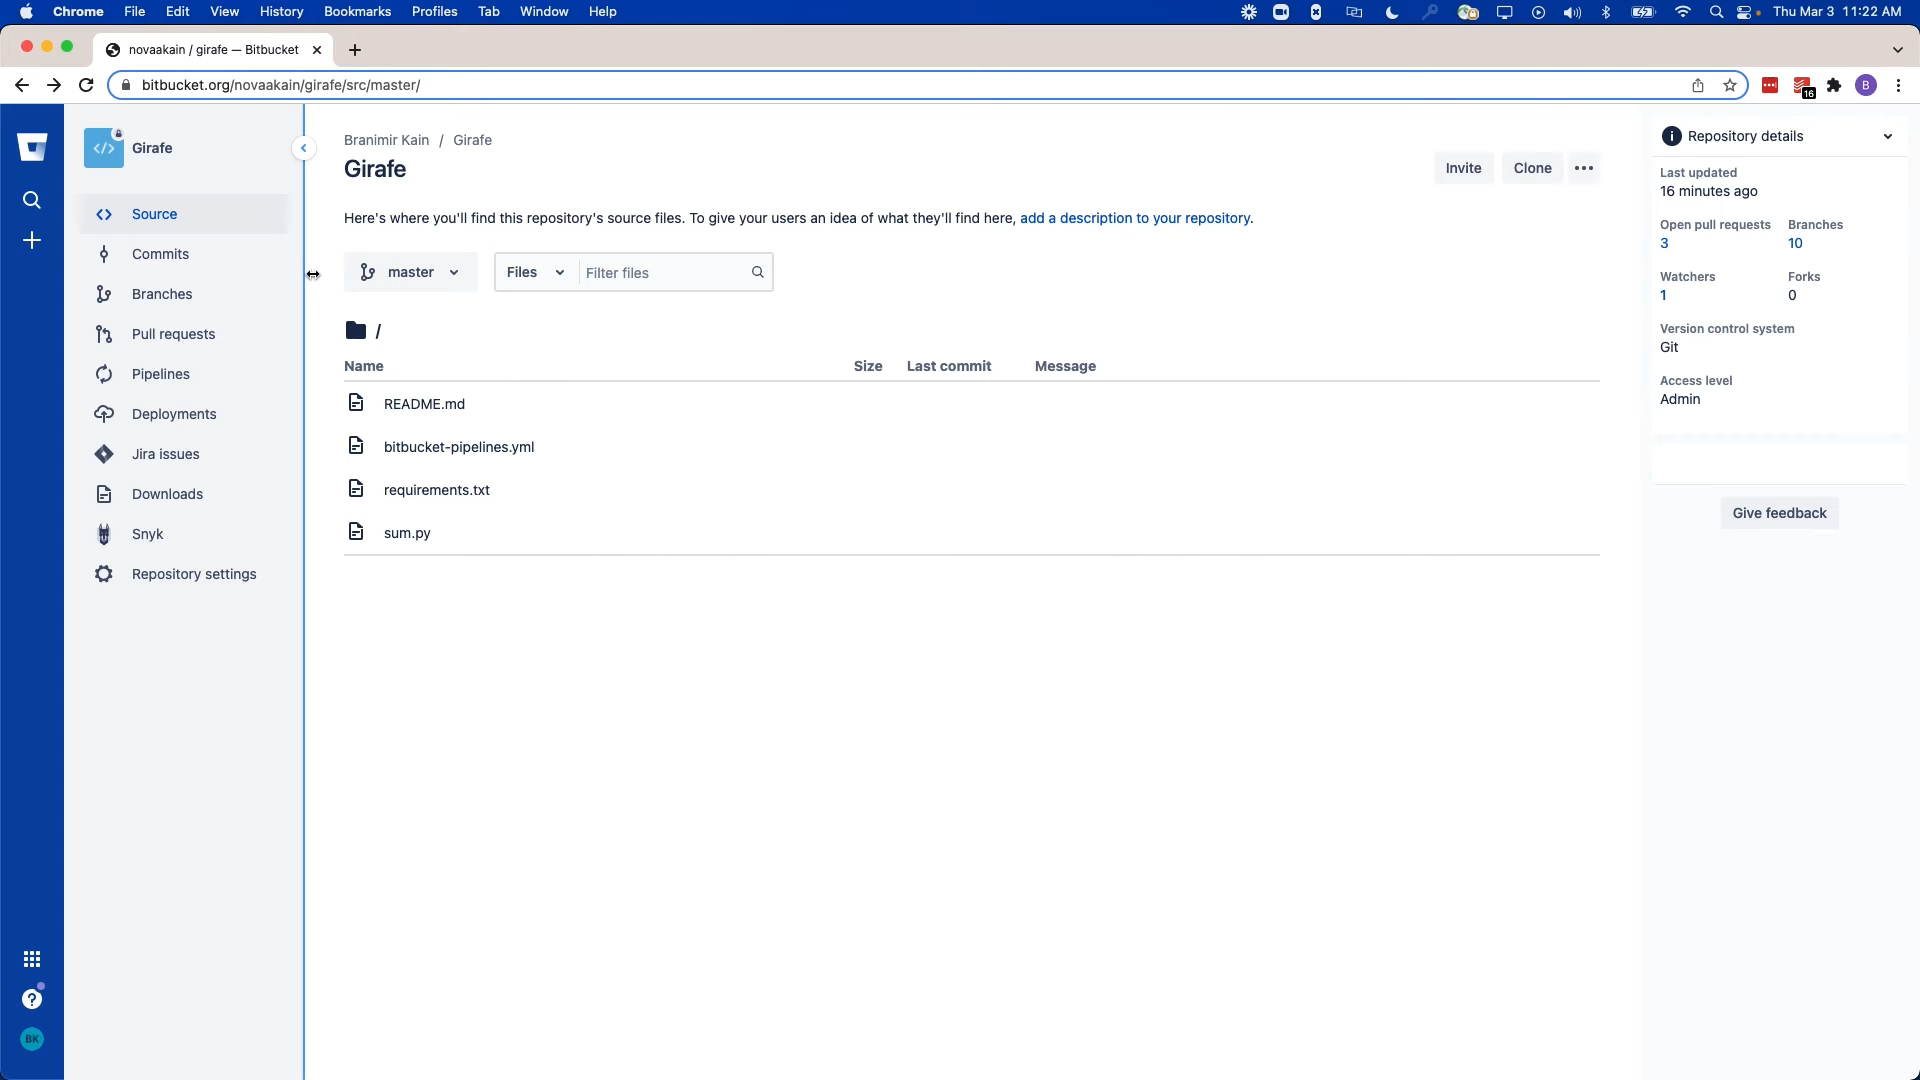 Chrome File Edit View History Bookmarks Profiles Tab Window Help Thu Mar 3 11:22 AM
novaakain / girafe — Bitbucket
bitbucket.org/novaakain/girafe/src/master/
16
B
Girafe
Source
Commits
Branches
Pull requests
Pipelines
Deployments
Jira issues
Downloads
Snyk
Repository settings
BK
Branimir Kain / Girafe
Girafe
Invite Clone
Here's where you'll find this repository's source files. To give your users an idea of what they'll find here, add a description to your repository.
master Files Filter files
/
Name Size Last commit Message
README.md
bitbucket-pipelines.yml
requirements.txt
sum.py
Repository details
Last updated
16 minutes ago
Open pull requests Branches
3 10
Watchers Forks
1 0
Version control system
Git
Access level
Admin
Give feedback